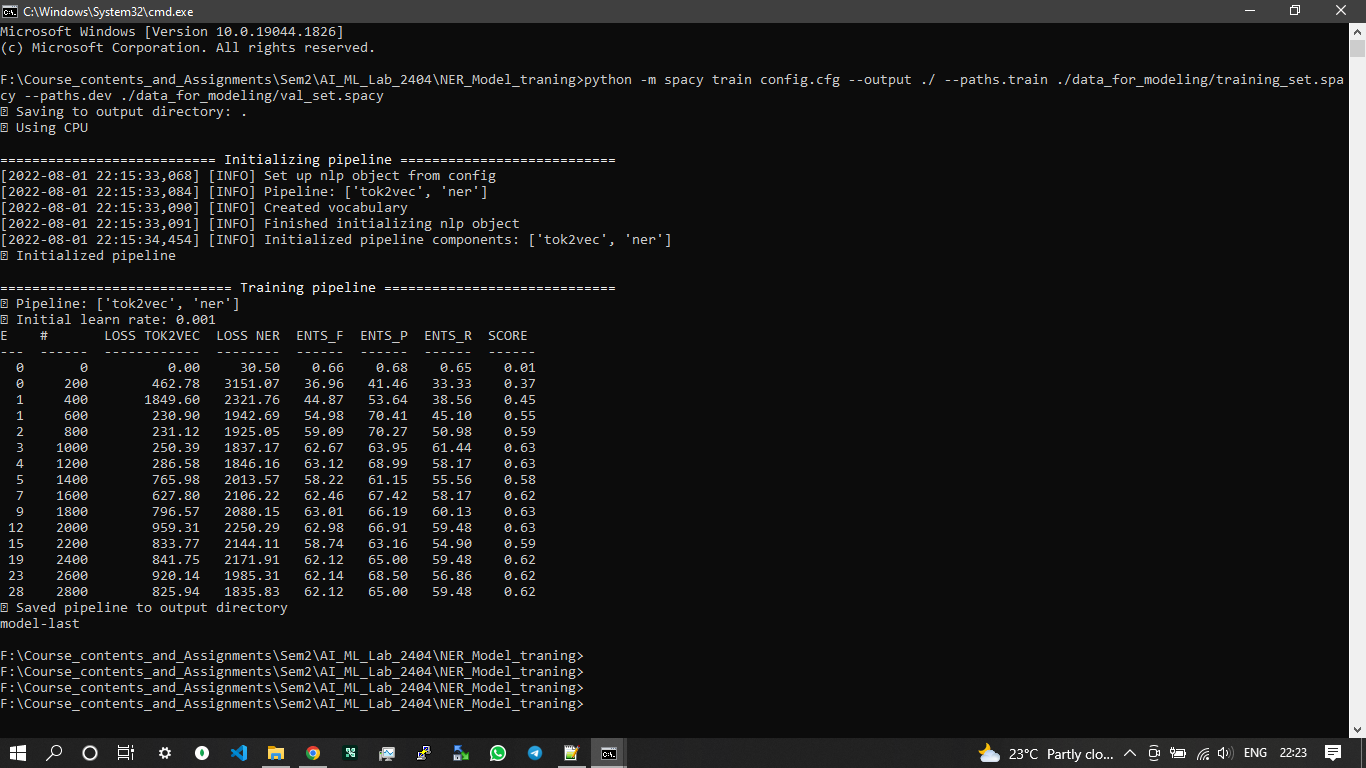 C:\Windows\System32\cmd.exe
Microsoft Windows [Version 10.0.19044.1826]
(c) Microsoft Corporation. All rights reserved.
F:\Course_contents_and_Assignments\Sem2\AI_ML_Lab_2404\NER_Model_traning>python -m spacy train config.cfg --output ./ --paths.train ./data_for_modeling/training_set.spa
cy --paths.dev ./data_for_modeling/val_set.spacy
Saving to output directory: .
Using CPU
=========================== Initializing pipeline ===========================
[2022-08-01 22:15:33,068] [INFO] Set up nlp object from config
[2022-08-01 22:15:33,084] [INFO] Pipeline: ['tok2vec', 'ner']
[2022-08-01 22:15:33,090] [INFO] Created vocabulary
[2022-08-01 22:15:33,091] [INFO] Finished initializing nlp object
[2022-08-01 22:15:34,454] [INFO] Initialized pipeline components: ['tok2vec', 'ner']
Initialized pipeline
============================= Training pipeline =============================
Pipeline: ['tok2vec', 'ner']
Initial learn rate: 0.001
E    #       LOSS TOK2VEC  LOSS NER  ENTS_F  ENTS_P  ENTS_R  SCORE
---  ------  ------------  --------  ------  ------  ------  ------
  0       0          0.00     30.50    0.66    0.68    0.65    0.01
  0     200        462.78   3151.07   36.96   41.46   33.33    0.37
  1     400       1849.60   2321.76   44.87   53.64   38.56    0.45
  1     600        230.90   1942.69   54.98   70.41   45.10    0.55
  2     800        231.12   1925.05   59.09   70.27   50.98    0.59
  3    1000        250.39   1837.17   62.67   63.95   61.44    0.63
  4    1200        286.58   1846.16   63.12   68.99   58.17    0.63
  5    1400        765.98   2013.57   58.22   61.15   55.56    0.58
  7    1600        627.80   2106.22   62.46   67.42   58.17    0.62
  9    1800        796.57   2080.15   63.01   66.19   60.13    0.63
 12    2000        959.31   2250.29   62.98   66.91   59.48    0.63
 15    2200        833.77   2144.11   58.74   63.16   54.90    0.59
 19    2400        841.75   2171.91   62.12   65.00   59.48    0.62
 23    2600        920.14   1985.31   62.14   68.50   56.86    0.62
 28    2800        825.94   1835.83   62.12   65.00   59.48    0.62
Saved pipeline to output directory
model-last
F:\Course_contents_and_Assignments\Sem2\AI_ML_Lab_2404\NER_Model_traning>
F:\Course_contents_and_Assignments\Sem2\AI_ML_Lab_2404\NER_Model_traning>
F:\Course_contents_and_Assignments\Sem2\AI_ML_Lab_2404\NER_Model_traning>
F:\Course_contents_and_Assignments\Sem2\AI_ML_Lab_2404\NER_Model_traning>
23°C Partly clo... ENG 22:23